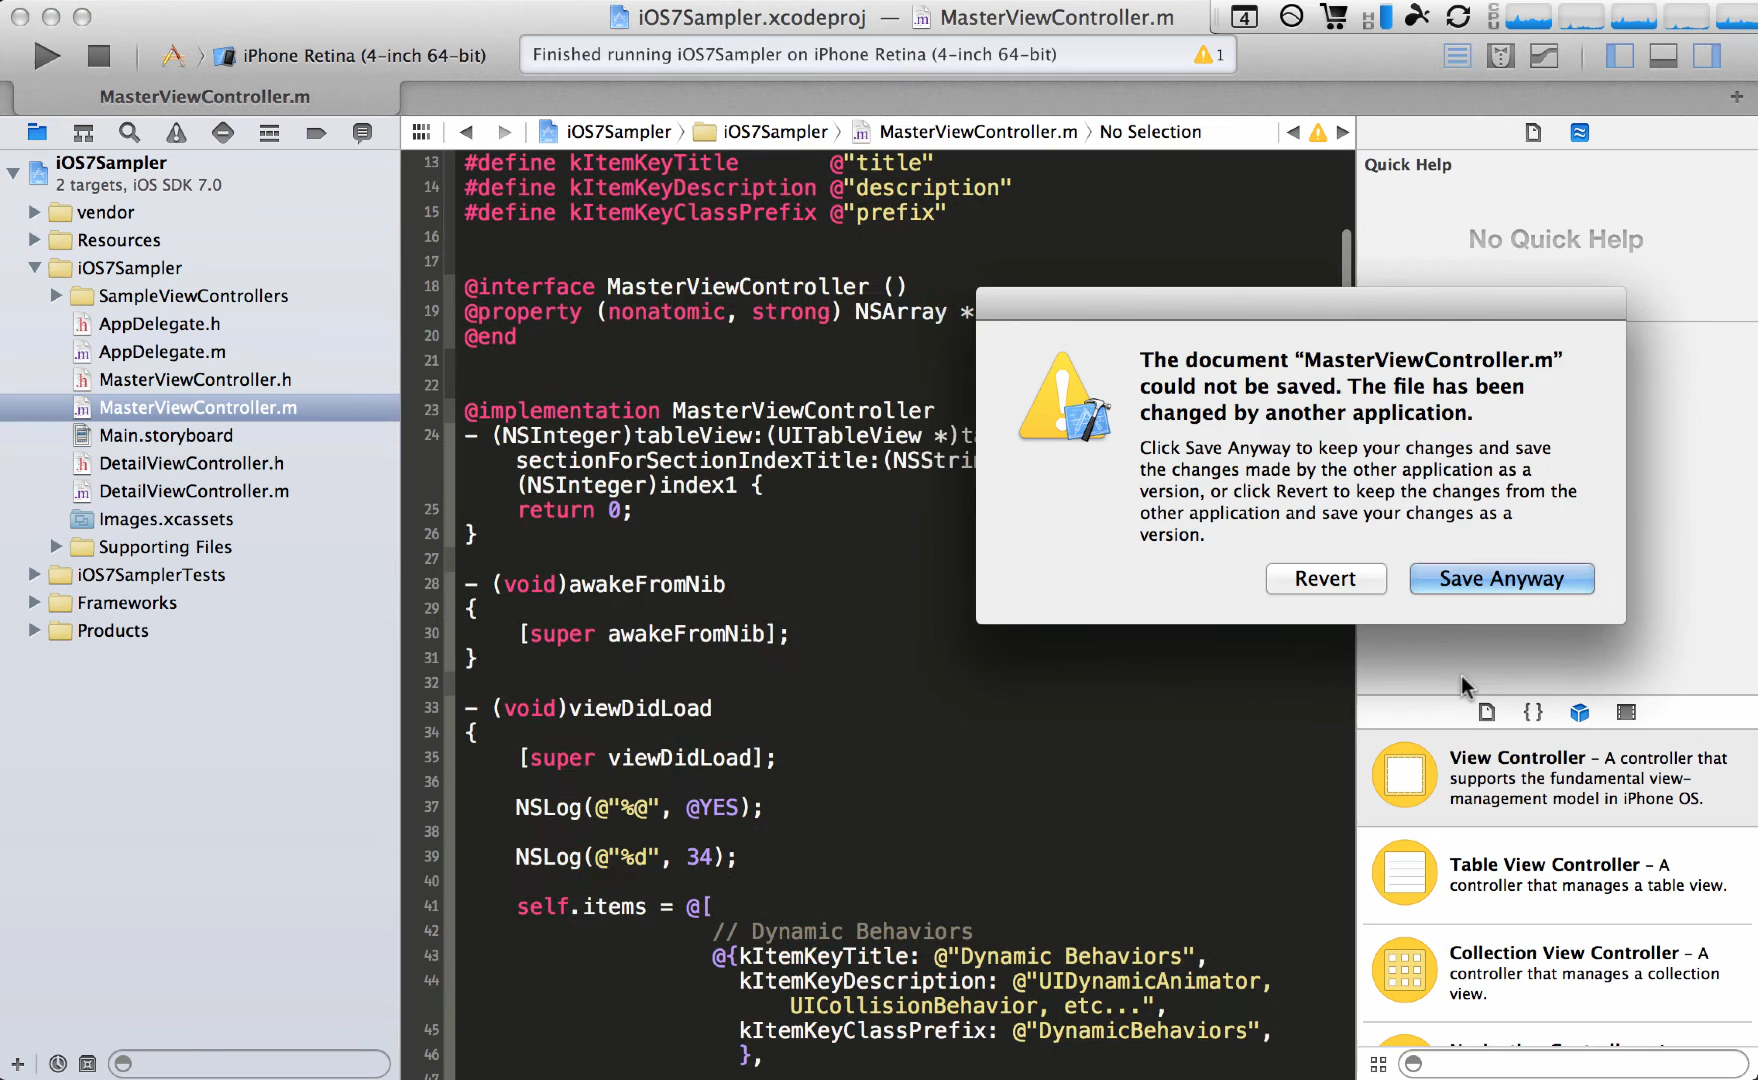 iOS7Sampler.xcodeproj — MasterViewController.m
4
iPhone Retina (4-inch 64-bit)
Finished running iOS7Sampler on iPhone Retina (4-inch 64-bit)
1
MasterViewController.m
iOS7Sampler
iOS7Sampler
MasterViewController.m
No Selection
iOS7Sampler
2 targets, iOS SDK 7.0
vendor
Resources
iOS7Sampler
SampleViewControllers
AppDelegate.h
AppDelegate.m
MasterViewController.h
MasterViewController.m
Main.storyboard
DetailViewController.h
DetailViewController.m
Images.xcassets
Supporting Files
iOS7SamplerTests
Frameworks
Products
13 #define kItemKeyTitle       @"title"
14 #define kItemKeyDescription @"description"
15 #define kItemKeyClassPrefix @"prefix"
16
17
18 @interface MasterViewController ()
19 @property (nonatomic, strong) NSArray *
20 @end
21
22
23 @implementation MasterViewController
24 - (NSInteger)tableView:(UITableView *)t
sectionForSectionIndexTitle:(NSStrin
(NSInteger)index1 {
25     return 0;
26 }
27
28 - (void)awakeFromNib
29 {
30     [super awakeFromNib];
31 }
32
33 - (void)viewDidLoad
34 {
35     [super viewDidLoad];
36
37     NSLog(@"%@", @YES);
38
39     NSLog(@"%d", 34);
40
41     self.items = @[
42                    // Dynamic Behaviors
43                    @{kItemKeyTitle: @"Dynamic Behaviors",
44                      kItemKeyDescription: @"UIDynamicAnimator,
UICollisionBehavior, etc...",
45                      kItemKeyClassPrefix: @"DynamicBehaviors",
46                      },
Quick Help
No Quick Help
The document “MasterViewController.m”
could not be saved. The file has been
changed by another application.
Click Save Anyway to keep your changes and save
the changes made by the other application as a
version, or click Revert to keep the changes from the
other application and save your changes as a
version.
Revert
Save Anyway
View Controller – A controller that
supports the fundamental view-
management model in iPhone OS.
Table View Controller – A
controller that manages a table view.
Collection View Controller – A
controller that manages a collection
view.